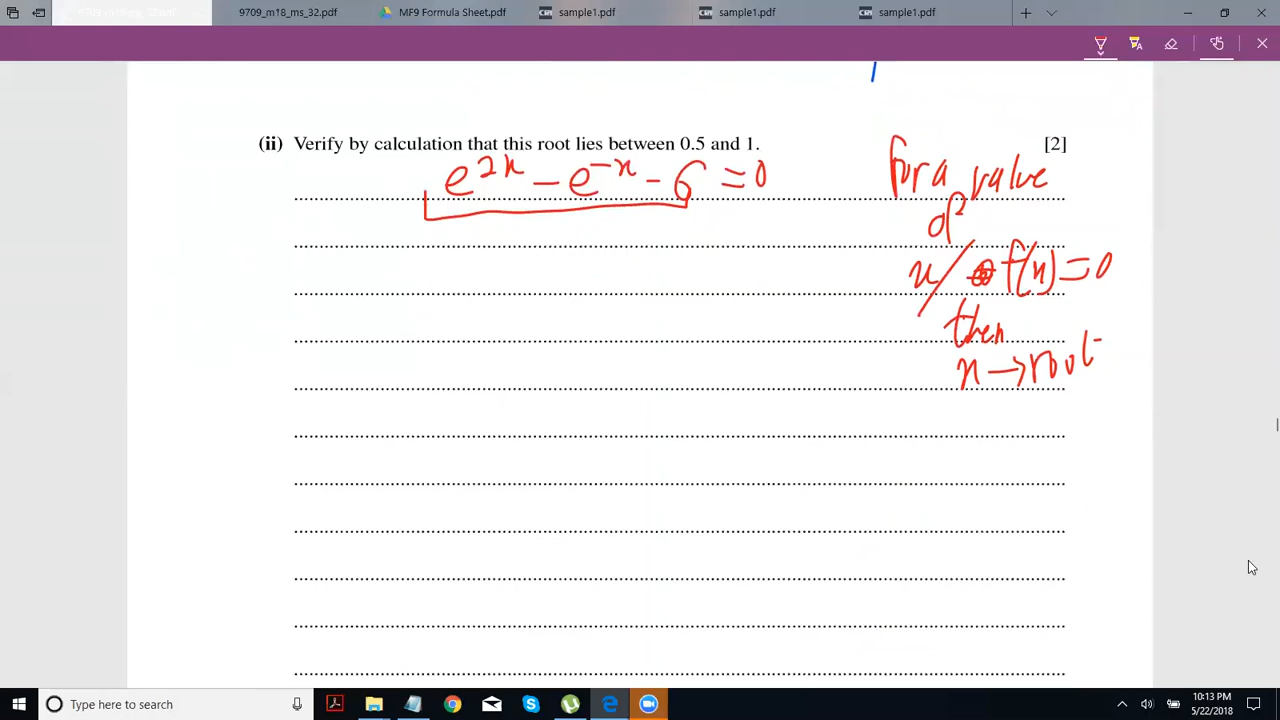 9709_m18_ms_32.pdf
MF9 Formula Sheet.pdf
sample1.pdf
sample1.pdf
sample1.pdf
(ii) Verify by calculation that this root lies between 0.5 and 1. [2]
e^{2x} - e^{-x} - 6 = 0
for a value
of
x / f(x) = 0
then
x → root
Type here to search
10:13 PM
5/22/2018